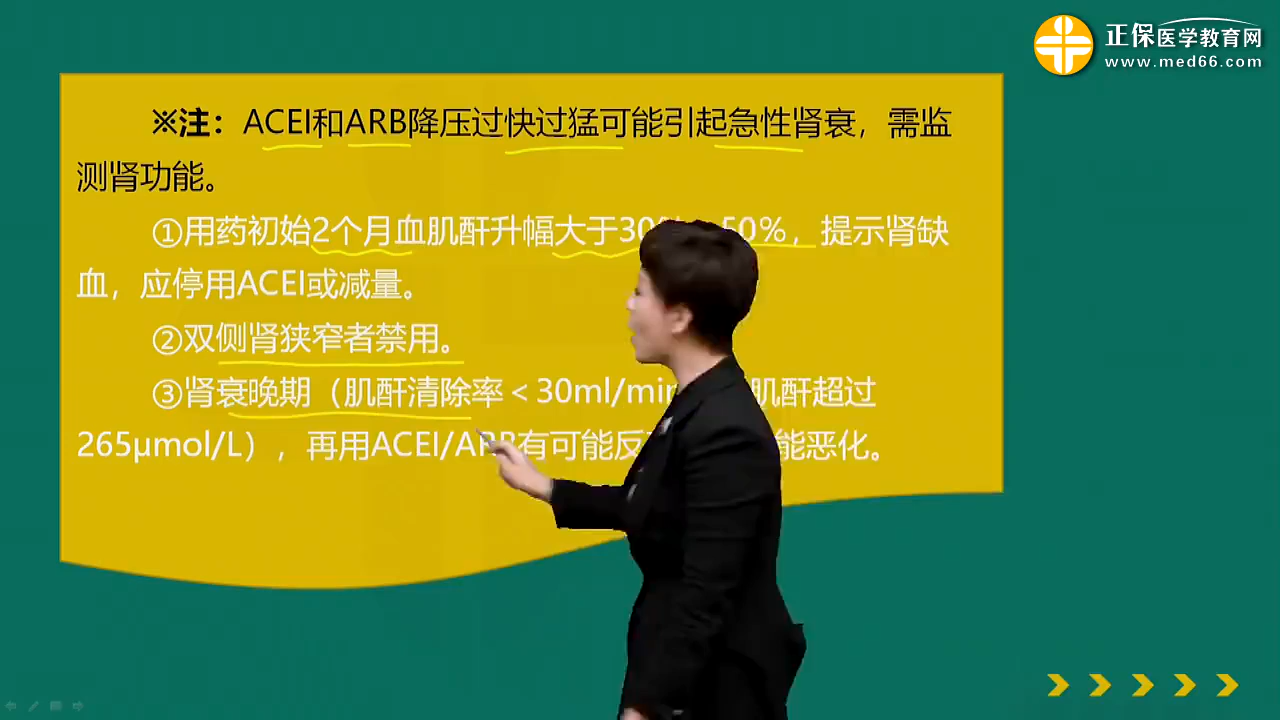 正保医学教育网
www.med66.com
※注：ACEI和ARB降压过快过猛可能引起急性肾衰，需监
测肾功能。
①用药初始2个月血肌酐升幅大于30% 50%，提示肾缺
血，应停用ACEI或减量。
②双侧肾狭窄者禁用。
③肾衰晚期（肌酐清除率＜30ml/min 肌酐超过
265μmol/L），再用ACEI/ARB有可能反 能恶化。